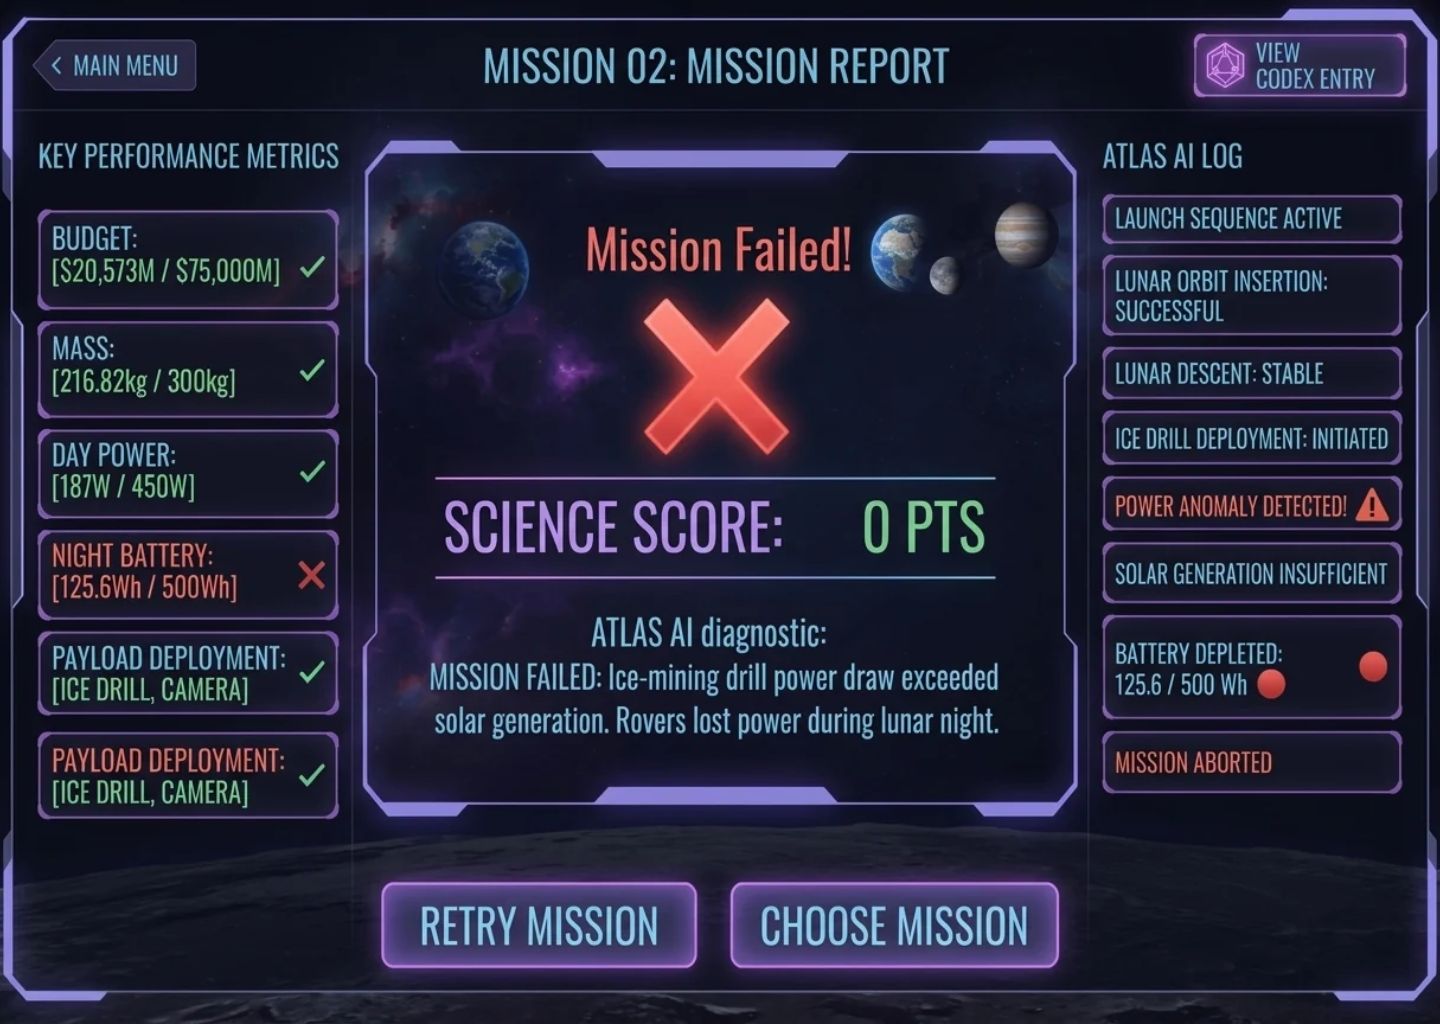 MAIN MENU
MISSION 02: MISSION REPORT
VIEW
CODEX ENTRY
KEY PERFORMANCE METRICS
BUDGET:
[$20,573M / $75,000M]
MASS:
[216.82kg / 300kg]
DAY POWER:
[187W / 450W]
NIGHT BATTERY:
[125.6Wh / 500Wh]
PAYLOAD DEPLOYMENT:
[ICE DRILL, CAMERA]
PAYLOAD DEPLOYMENT:
[ICE DRILL, CAMERA]
Mission Failed!
SCIENCE SCORE: 0 PTS
ATLAS AI diagnostic:
MISSION FAILED: Ice-mining drill power draw exceeded
solar generation. Rovers lost power during lunar night.
ATLAS AI LOG
LAUNCH SEQUENCE ACTIVE
LUNAR ORBIT INSERTION:
SUCCESSFUL
LUNAR DESCENT: STABLE
ICE DRILL DEPLOYMENT: INITIATED
POWER ANOMALY DETECTED!
SOLAR GENERATION INSUFFICIENT
BATTERY DEPLETED:
125.6 / 500 Wh
MISSION ABORTED
RETRY MISSION
CHOOSE MISSION